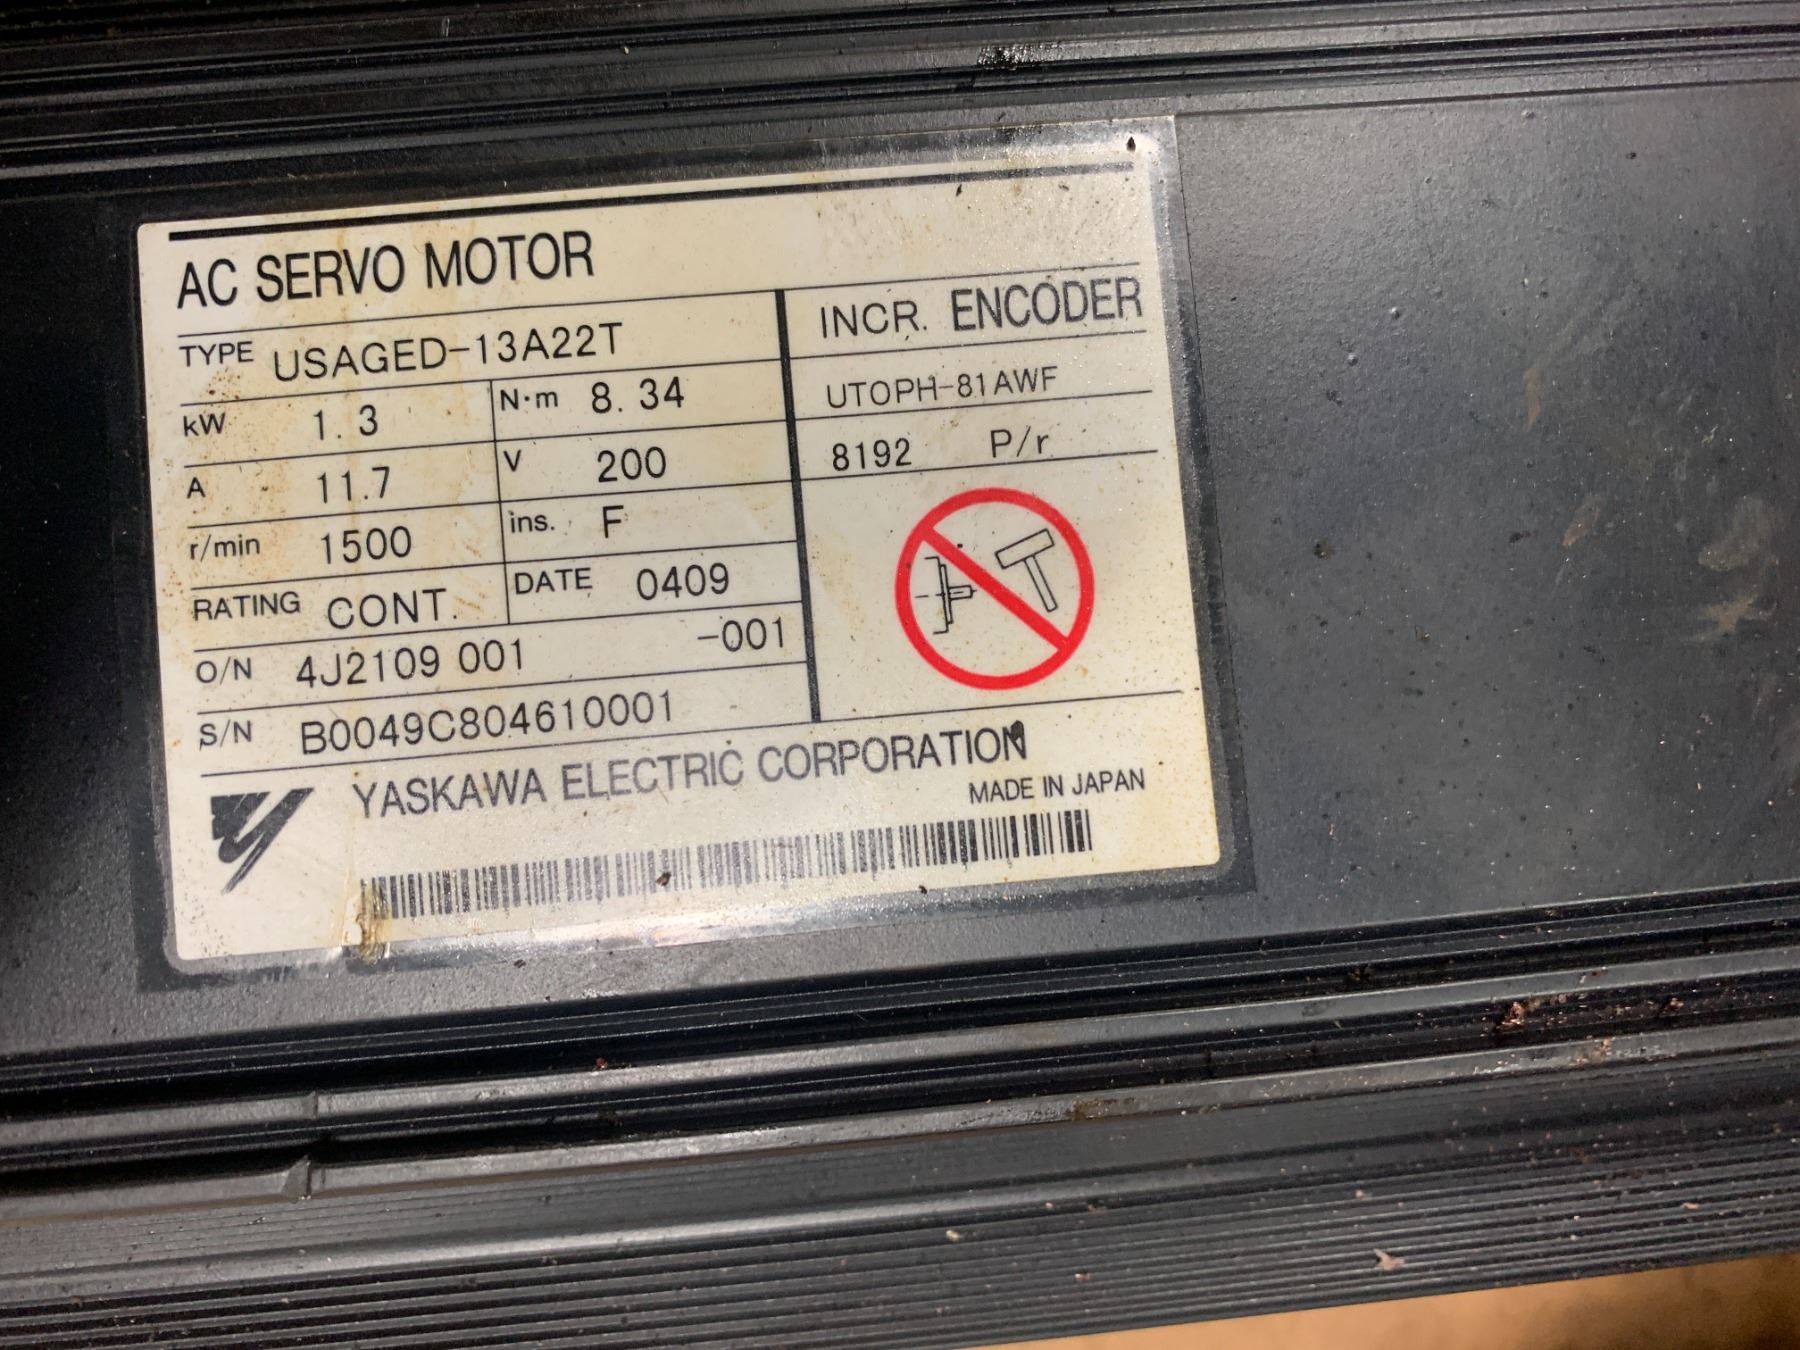 AC SERVO MOTOR
TYPE USAGED-13A22T
kW 1.3 N·m 8.34
A 11.7 V 200
r/min 1500 ins. F
RATING CONT. DATE 0409
O/N 4J2109 001 -001
S/N B0049C804610001
INCR. ENCODER
UTOPH-81AWF
8192 P/r
YASKAWA ELECTRIC CORPORATION
MADE IN JAPAN